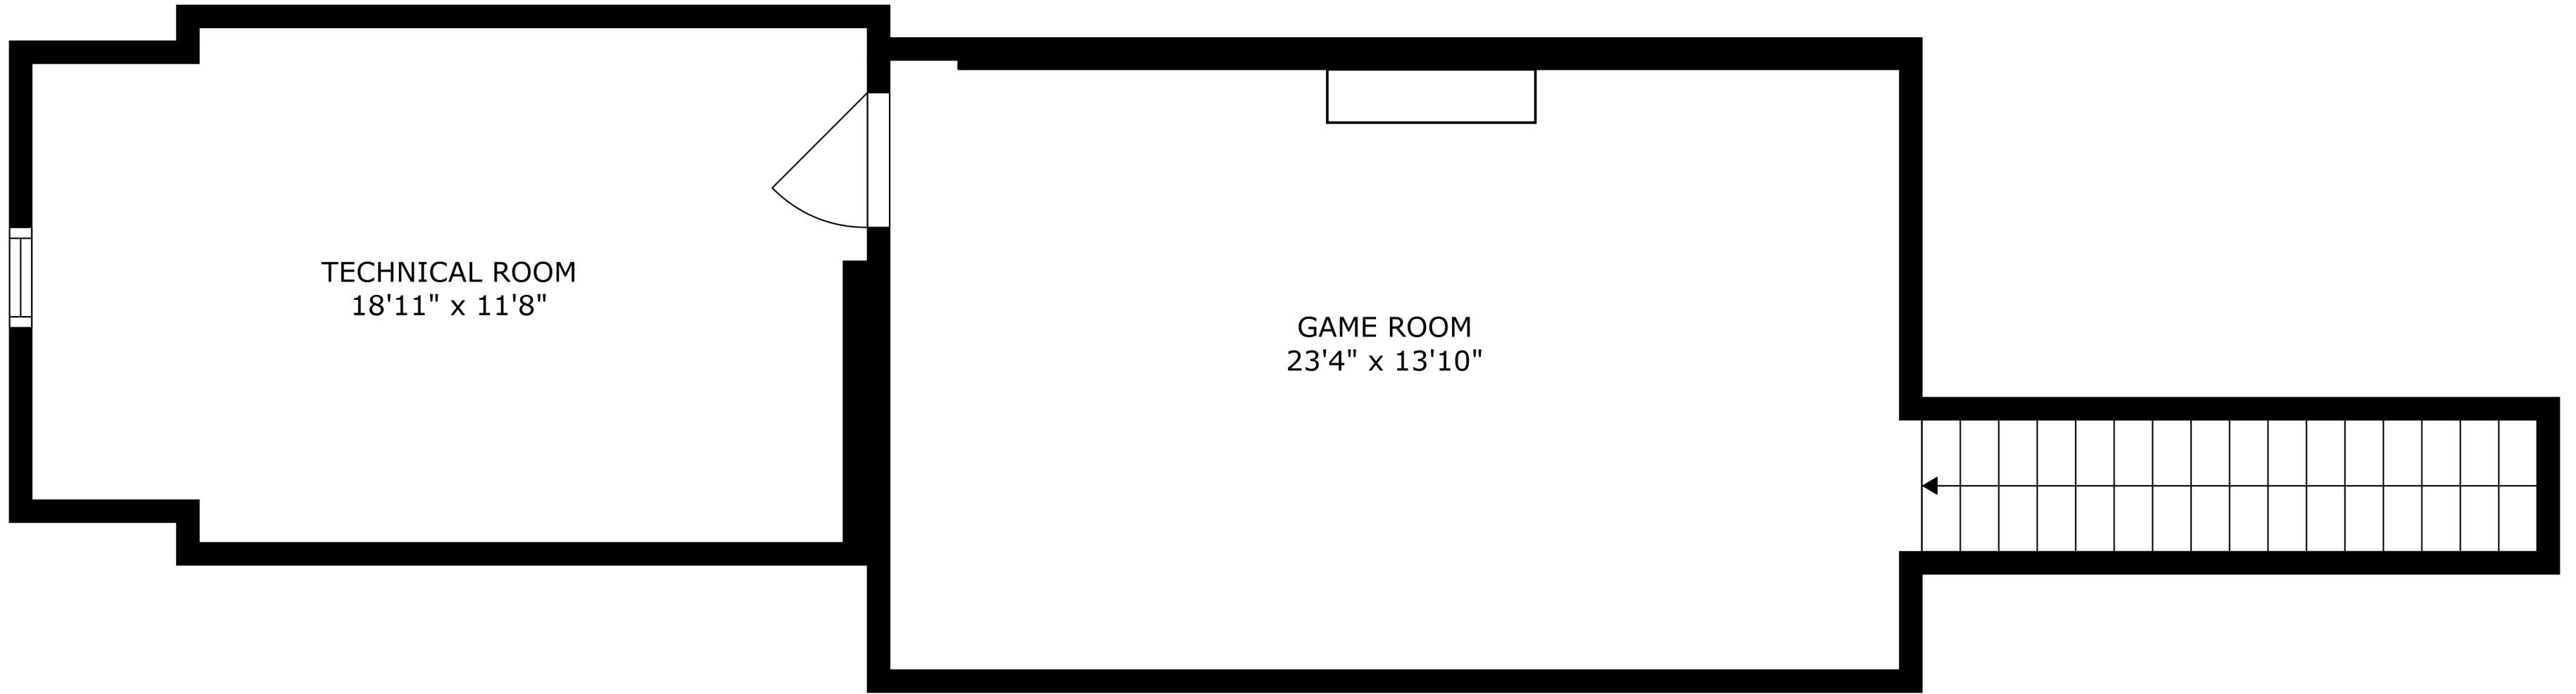 TECHNICAL ROOM
18'11" x 11'8"
GAME ROOM
23'4" x 13'10"